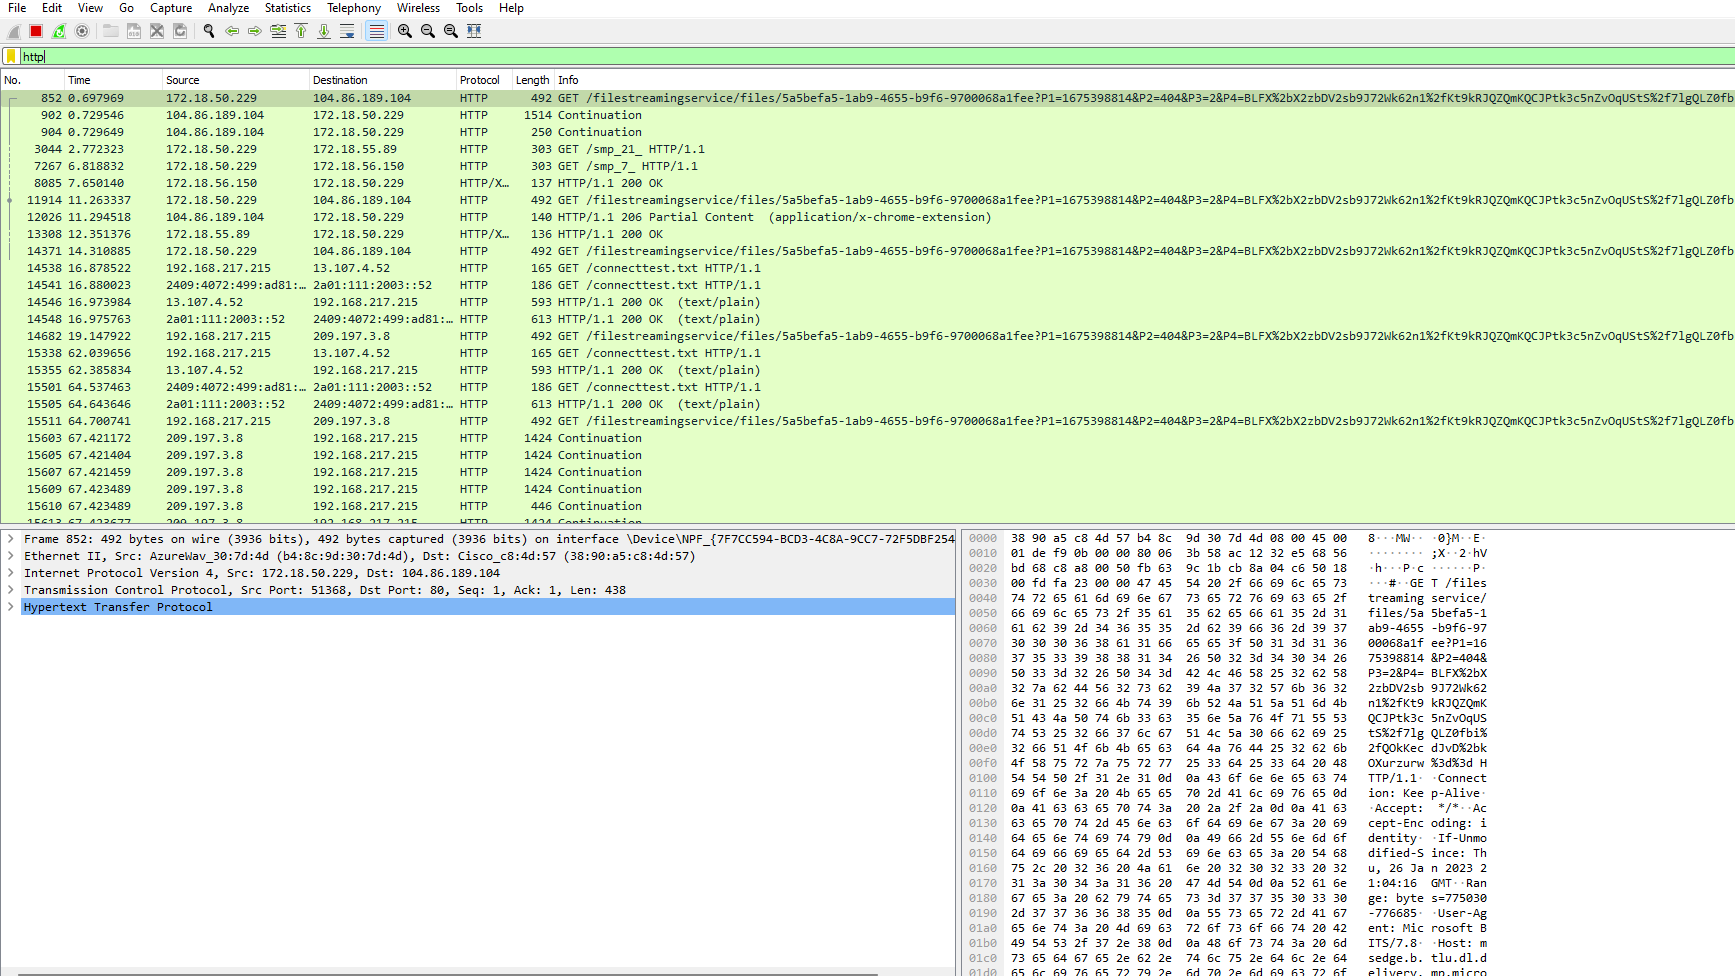 File Edit View Go Capture Analyze Statistics Telephony Wireless Tools Help
http
No. Time Source Destination Protocol Length Info
852 0.697969 172.18.50.229 104.86.189.104 HTTP 492 GET /filestreamingservice/files/5a5befa5-1ab9-4655-b9f6-9700068a1fee?P1=1675398814&P2=404&P3=2&P4=BLFX%2bX2zbDV2sb9J72Wk62n1%2fKt9kRJQZQmKQCJPtk3c5nZvOqUStS%2f7lgQLZ0fb
902 0.729546 104.86.189.104 172.18.50.229 HTTP 1514 Continuation
904 0.729649 104.86.189.104 172.18.50.229 HTTP 250 Continuation
3044 2.772323 172.18.50.229 172.18.55.89 HTTP 303 GET /smp_21_ HTTP/1.1
7267 6.818832 172.18.50.229 172.18.56.150 HTTP 303 GET /smp_7_ HTTP/1.1
8085 7.650140 172.18.56.150 172.18.50.229 HTTP/X… 137 HTTP/1.1 200 OK
11914 11.263337 172.18.50.229 104.86.189.104 HTTP 492 GET /filestreamingservice/files/5a5befa5-1ab9-4655-b9f6-9700068a1fee?P1=1675398814&P2=404&P3=2&P4=BLFX%2bX2zbDV2sb9J72Wk62n1%2fKt9kRJQZQmKQCJPtk3c5nZvOqUStS%2f7lgQLZ0fb
12026 11.294518 104.86.189.104 172.18.50.229 HTTP 140 HTTP/1.1 206 Partial Content (application/x-chrome-extension)
13308 12.351376 172.18.55.89 172.18.50.229 HTTP/X… 136 HTTP/1.1 200 OK
14371 14.310885 172.18.50.229 104.86.189.104 HTTP 492 GET /filestreamingservice/files/5a5befa5-1ab9-4655-b9f6-9700068a1fee?P1=1675398814&P2=404&P3=2&P4=BLFX%2bX2zbDV2sb9J72Wk62n1%2fKt9kRJQZQmKQCJPtk3c5nZvOqUStS%2f7lgQLZ0fb
14538 16.878522 192.168.217.215 13.107.4.52 HTTP 165 GET /connecttest.txt HTTP/1.1
14541 16.880023 2409:4072:499:ad81:… 2a01:111:2003::52 HTTP 186 GET /connecttest.txt HTTP/1.1
14546 16.973984 13.107.4.52 192.168.217.215 HTTP 593 HTTP/1.1 200 OK (text/plain)
14548 16.975763 2a01:111:2003::52 2409:4072:499:ad81:… HTTP 613 HTTP/1.1 200 OK (text/plain)
14682 19.147922 192.168.217.215 209.197.3.8 HTTP 492 GET /filestreamingservice/files/5a5befa5-1ab9-4655-b9f6-9700068a1fee?P1=1675398814&P2=404&P3=2&P4=BLFX%2bX2zbDV2sb9J72Wk62n1%2fKt9kRJQZQmKQCJPtk3c5nZvOqUStS%2f7lgQLZ0fb
15338 62.039656 192.168.217.215 13.107.4.52 HTTP 165 GET /connecttest.txt HTTP/1.1
15355 62.385834 13.107.4.52 192.168.217.215 HTTP 593 HTTP/1.1 200 OK (text/plain)
15501 64.537463 2409:4072:499:ad81:… 2a01:111:2003::52 HTTP 186 GET /connecttest.txt HTTP/1.1
15505 64.643646 2a01:111:2003::52 2409:4072:499:ad81:… HTTP 613 HTTP/1.1 200 OK (text/plain)
15511 64.700741 192.168.217.215 209.197.3.8 HTTP 492 GET /filestreamingservice/files/5a5befa5-1ab9-4655-b9f6-9700068a1fee?P1=1675398814&P2=404&P3=2&P4=BLFX%2bX2zbDV2sb9J72Wk62n1%2fKt9kRJQZQmKQCJPtk3c5nZvOqUStS%2f7lgQLZ0fb
15603 67.421172 209.197.3.8 192.168.217.215 HTTP 1424 Continuation
15605 67.421404 209.197.3.8 192.168.217.215 HTTP 1424 Continuation
15607 67.421459 209.197.3.8 192.168.217.215 HTTP 1424 Continuation
15609 67.423489 209.197.3.8 192.168.217.215 HTTP 1424 Continuation
15610 67.423489 209.197.3.8 192.168.217.215 HTTP 446 Continuation
15613 67.423677 209.197.3.8 192.168.217.215 HTTP 1424 Continuation
Frame 852: 492 bytes on wire (3936 bits), 492 bytes captured (3936 bits) on interface \Device\NPF_{7F7CC594-BCD3-4C8A-9CC7-72F5DBF254
Ethernet II, Src: AzureWav_30:7d:4d (b4:8c:9d:30:7d:4d), Dst: Cisco_c8:4d:57 (38:90:a5:c8:4d:57)
Internet Protocol Version 4, Src: 172.18.50.229, Dst: 104.86.189.104
Transmission Control Protocol, Src Port: 51368, Dst Port: 80, Seq: 1, Ack: 1, Len: 438
Hypertext Transfer Protocol
0000 38 90 a5 c8 4d 57 b4 8c 9d 30 7d 4d 08 00 45 00 8···MW·· ·0}M··E·
0010 01 de f9 0b 00 00 80 06 3b 58 ac 12 32 e5 68 56 ········ ;X··2·hV
0020 bd 68 c8 a8 00 50 fb 63 9c 1b cb 8a 04 c6 50 18 ·h···P·c ······P·
0030 00 fd fa 23 00 00 47 45 54 20 2f 66 69 6c 65 73 ···#··GE T /files
0040 74 72 65 61 6d 69 6e 67 73 65 72 76 69 63 65 2f treaming service/
0050 66 69 6c 65 73 2f 35 61 35 62 65 66 61 35 2d 31 files/5a 5befa5-1
0060 61 62 39 2d 34 36 35 35 2d 62 39 66 36 2d 39 37 ab9-4655 -b9f6-97
0070 30 30 30 36 38 61 31 66 65 65 3f 50 31 3d 31 36 00068a1f ee?P1=16
0080 37 35 33 39 38 38 31 34 26 50 32 3d 34 30 34 26 75398814 &P2=404&
0090 50 33 3d 32 26 50 34 3d 42 4c 46 58 25 32 62 58 P3=2&P4= BLFX%2bX
00a0 32 7a 62 44 56 32 73 62 39 4a 37 32 57 6b 36 32 2zbDV2sb 9J72Wk62
00b0 6e 31 25 32 66 4b 74 39 6b 52 4a 51 5a 51 6d 4b n1%2fKt9 kRJQZQmK
00c0 51 43 4a 50 74 6b 33 63 35 6e 5a 76 4f 71 55 53 QCJPtk3c 5nZvOqUS
00d0 74 53 25 32 66 37 6c 67 51 4c 5a 30 66 62 69 25 tS%2f7lg QLZ0fbi%
00e0 32 66 51 4f 6b 4b 65 63 64 4a 76 44 25 32 62 6b 2fQOkKec dJvD%2bk
00f0 4f 58 75 72 7a 75 72 77 25 33 64 25 33 64 20 48 OXurzurw %3d%3d H
0100 54 54 50 2f 31 2e 31 0d 0a 43 6f 6e 6e 65 63 74 TTP/1.1· ·Connect
0110 69 6f 6e 3a 20 4b 65 65 70 2d 41 6c 69 76 65 0d ion: Kee p-Alive·
0120 0a 41 63 63 65 70 74 3a 20 2a 2f 2a 0d 0a 41 63 ·Accept: */*··Ac
0130 63 65 70 74 2d 45 6e 63 6f 64 69 6e 67 3a 20 69 cept-Enc oding: i
0140 64 65 6e 74 69 74 79 0d 0a 49 66 2d 55 6e 6d 6f dentity· ·If-Unmo
0150 64 69 66 69 65 64 2d 53 69 6e 63 65 3a 20 54 68 dified-S ince: Th
0160 75 2c 20 32 36 20 4a 61 6e 20 32 30 32 33 20 32 u, 26 Ja n 2023 2
0170 31 3a 30 34 3a 31 36 20 47 4d 54 0d 0a 52 61 6e 1:04:16 GMT··Ran
0180 67 65 3a 20 62 79 74 65 73 3d 37 37 35 30 33 30 ge: byte s=775030
0190 2d 37 37 36 36 38 35 0d 0a 55 73 65 72 2d 41 67 -776685· ·User-Ag
01a0 65 6e 74 3a 20 4d 69 63 72 6f 73 6f 66 74 20 42 ent: Mic rosoft B
01b0 49 54 53 2f 37 2e 38 0d 0a 48 6f 73 74 3a 20 6d ITS/7.8· ·Host: m
01c0 73 65 64 67 65 2e 62 2e 74 6c 75 2e 64 6c 2e 64 sedge.b. tlu.dl.d
01d0 65 6c 69 76 65 72 79 2e 6d 70 2e 6d 69 63 72 6f elivery. mp.micro